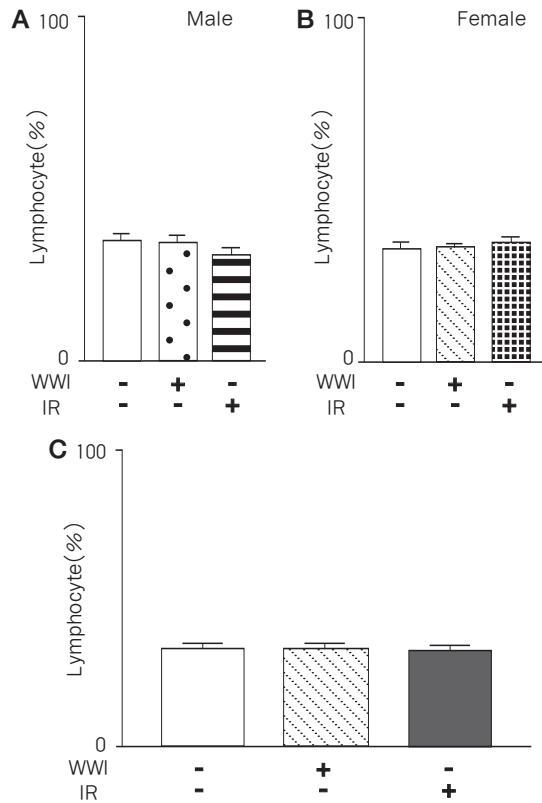 A 100 Male
Lymphocyte(%)
0
WWI - + -
IR - - +
B 100 Female
Lymphocyte(%)
0
WWI - + -
IR - - +
C 100
Lymphocyte(%)
0
WWI - + -
IR - - +